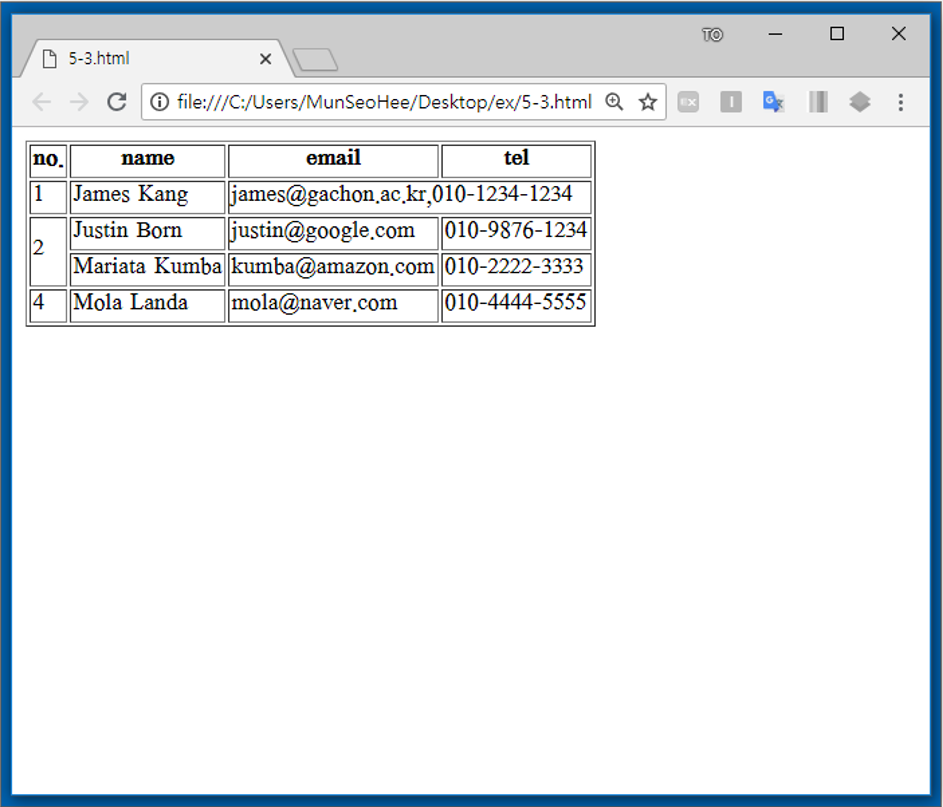 TO
5-3.html
file:///C:/Users/MunSeoHee/Desktop/ex/5-3.html
EX I G
no. name email tel
1 James Kang james@gachon.ac.kr,010-1234-1234
2 Justin Born justin@google.com 010-9876-1234
Mariata Kumba kumba@amazon.com 010-2222-3333
4 Mola Landa mola@naver.com 010-4444-5555